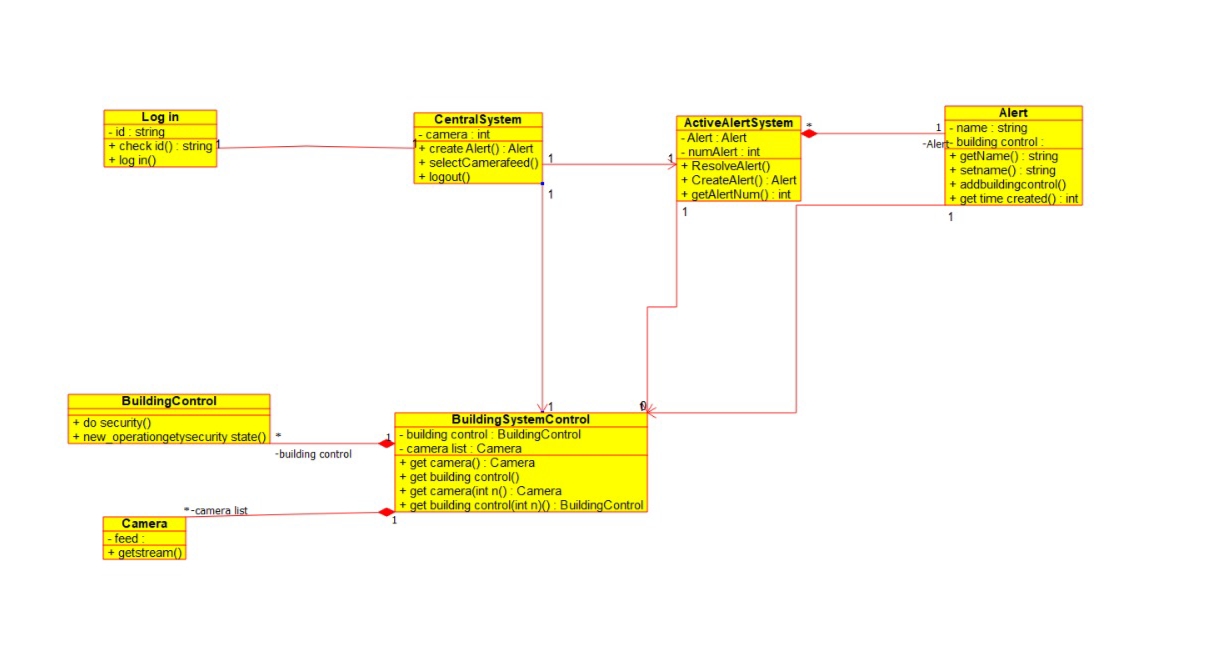 Log in
- id : string
+ check id() : string
+ log in()
1
1
CentralSystem
- camera : int
+ create Alert() : Alert
+ selectCamerafeed()
+ logout()
1
1
1
ActiveAlertSystem
- Alert : Alert
- numAlert : int
+ ResolveAlert()
+ CreateAlert() : Alert
+ getAlertNum() : int
1
*
1
-Alert
Alert
- name : string
- building control :
+ getName() : string
+ setname() : string
+ addbuildingcontrol()
+ get time created() : int
1
BuildingControl
+ do security()
+ new_operationgetysecurity state()
*
-building control
1
1
BuildingSystemControl
- building control : BuildingControl
- camera list : Camera
+ get camera() : Camera
+ get building control()
+ get camera(int n() : Camera
+ get building control(int n)() : BuildingControl
*-camera list
1
Camera
- feed :
+ getstream()